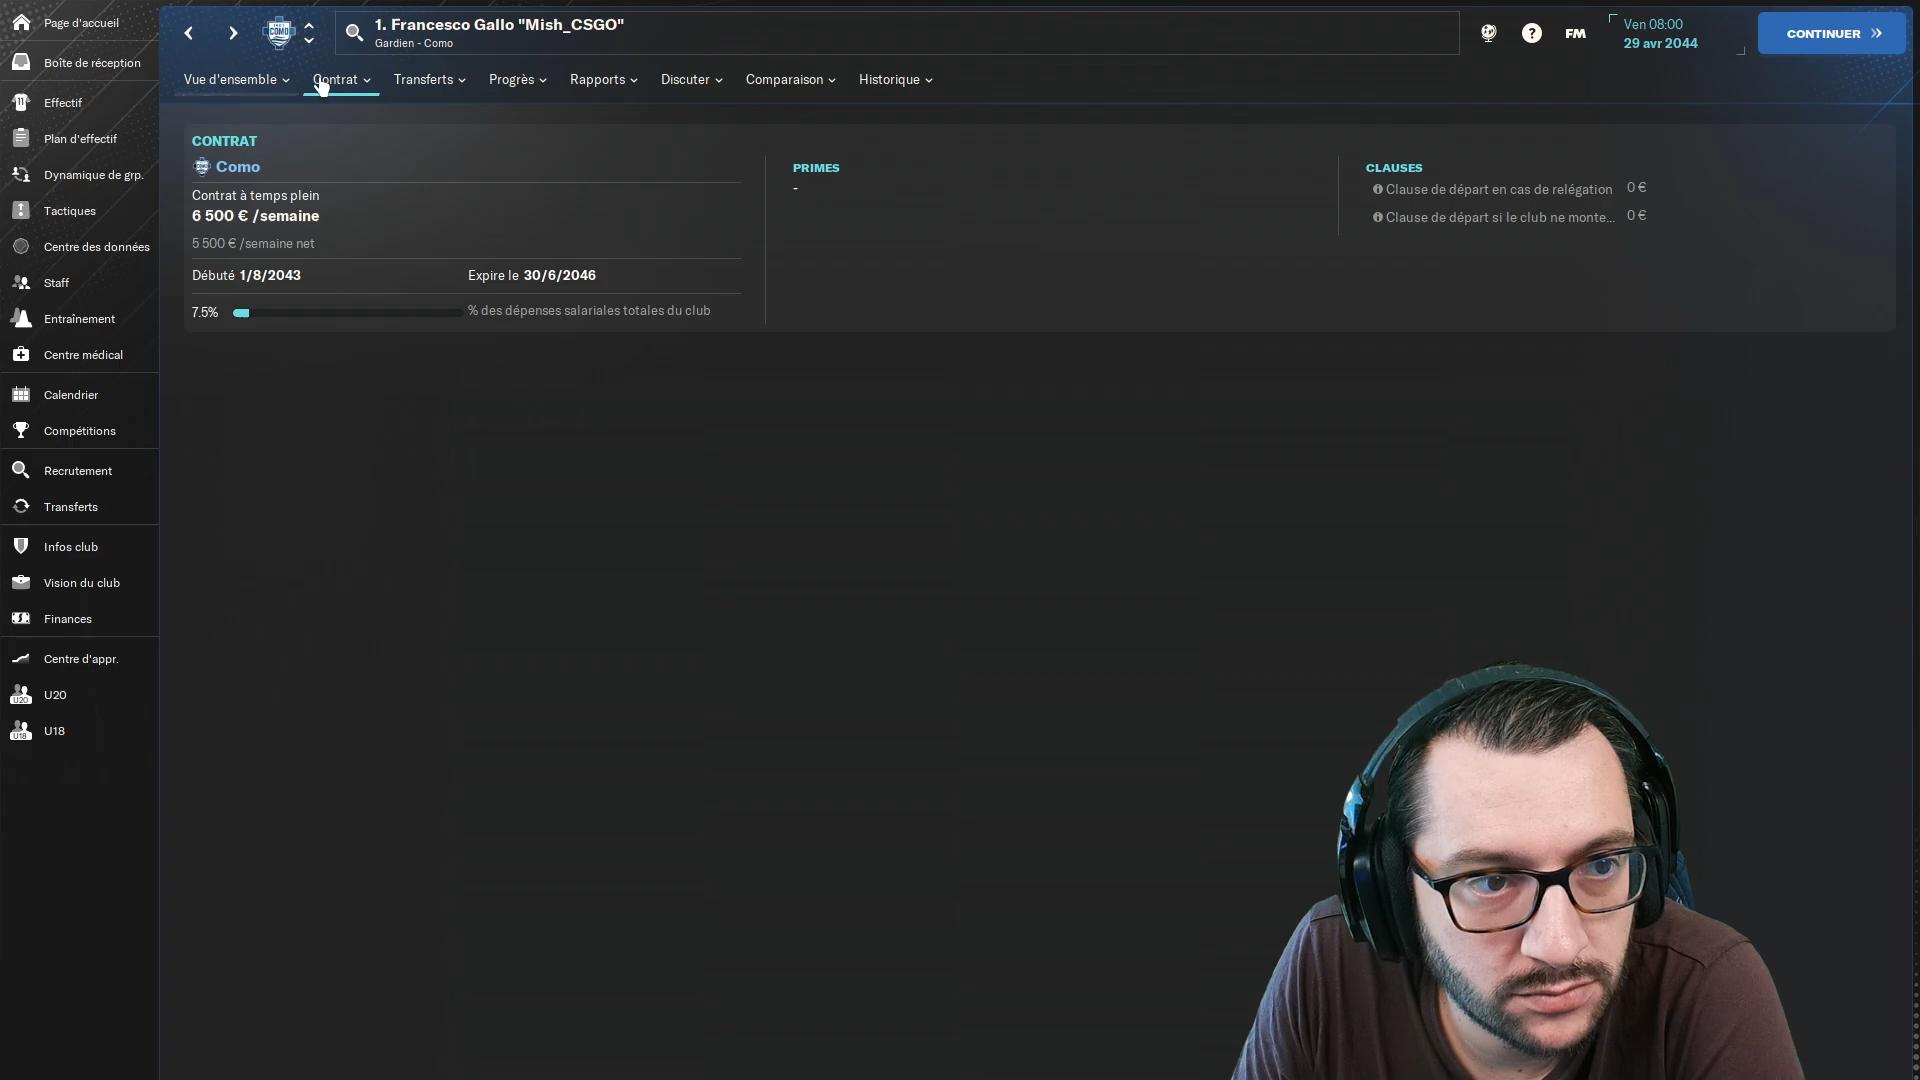 Page d'accueil
Boîte de réception
Effectif
Plan d'effectif
Dynamique de grp.
Tactiques
Centre des données
Staff
Entraînement
Centre médical
Calendrier
Compétitions
Recrutement
Transferts
Infos club
Vision du club
Finances
Centre d'appr.
U20
U18
1. Francesco Gallo "Mish_CSGO"
Gardien - Como
FM
Ven 08:00
29 avr 2044
CONTINUER
Vue d'ensemble
Contrat
Transferts
Progrès
Rapports
Discuter
Comparaison
Historique
CONTRAT
Como
Contrat à temps plein
6 500 € /semaine
5 500 € /semaine net
Débuté 1/8/2043
Expire le 30/6/2046
7.5%
% des dépenses salariales totales du club
PRIMES
-
CLAUSES
Clause de départ en cas de relégation 0 €
Clause de départ si le club ne monte... 0 €